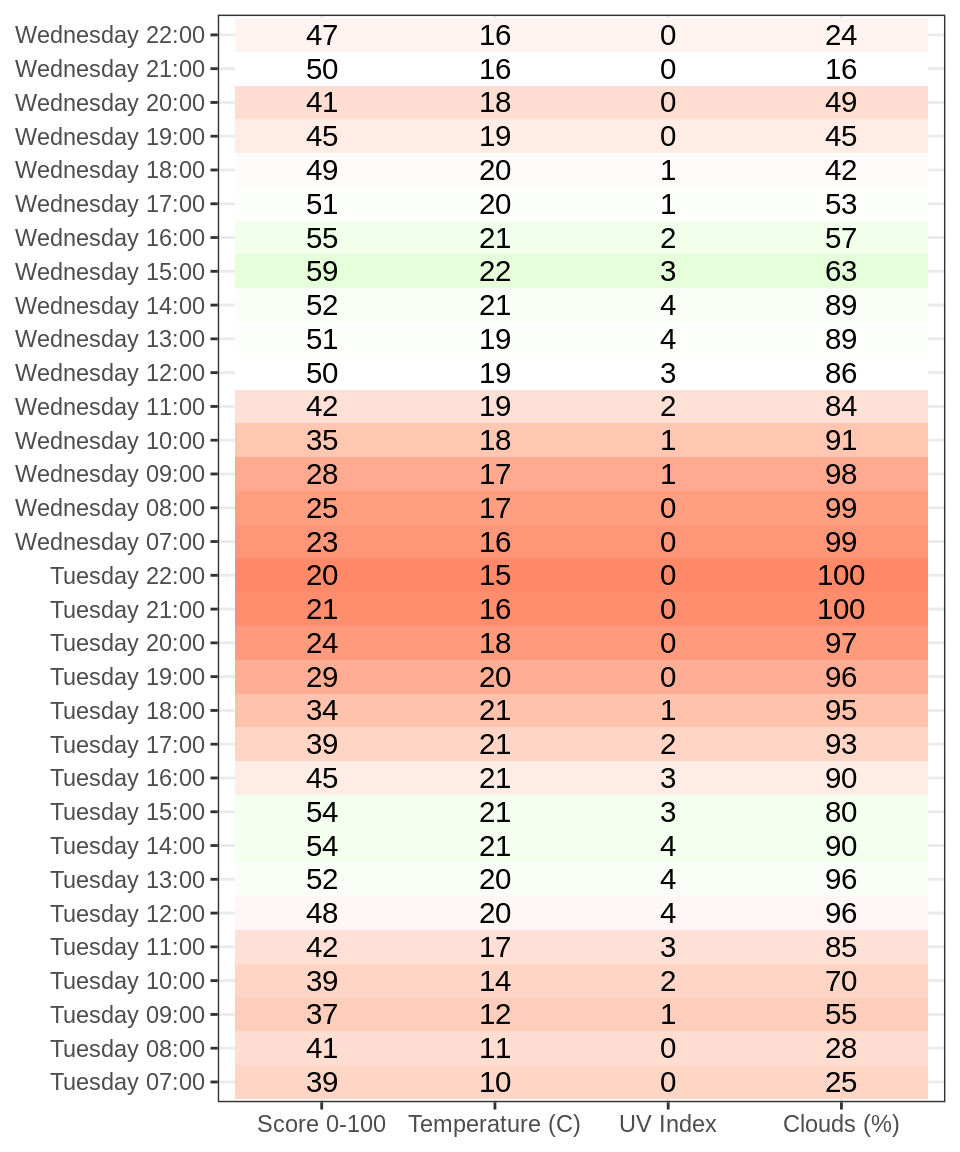 Wednesday 22:00 47 16 0 24
Wednesday 21:00 50 16 0 16
Wednesday 20:00 41 18 0 49
Wednesday 19:00 45 19 0 45
Wednesday 18:00 49 20 1 42
Wednesday 17:00 51 20 1 53
Wednesday 16:00 55 21 2 57
Wednesday 15:00 59 22 3 63
Wednesday 14:00 52 21 4 89
Wednesday 13:00 51 19 4 89
Wednesday 12:00 50 19 3 86
Wednesday 11:00 42 19 2 84
Wednesday 10:00 35 18 1 91
Wednesday 09:00 28 17 1 98
Wednesday 08:00 25 17 0 99
Wednesday 07:00 23 16 0 99
Tuesday 22:00 20 15 0 100
Tuesday 21:00 21 16 0 100
Tuesday 20:00 24 18 0 97
Tuesday 19:00 29 20 0 96
Tuesday 18:00 34 21 1 95
Tuesday 17:00 39 21 2 93
Tuesday 16:00 45 21 3 90
Tuesday 15:00 54 21 3 80
Tuesday 14:00 54 21 4 90
Tuesday 13:00 52 20 4 96
Tuesday 12:00 48 20 4 96
Tuesday 11:00 42 17 3 85
Tuesday 10:00 39 14 2 70
Tuesday 09:00 37 12 1 55
Tuesday 08:00 41 11 0 28
Tuesday 07:00 39 10 0 25
Score 0-100 Temperature (C) UV Index Clouds (%)